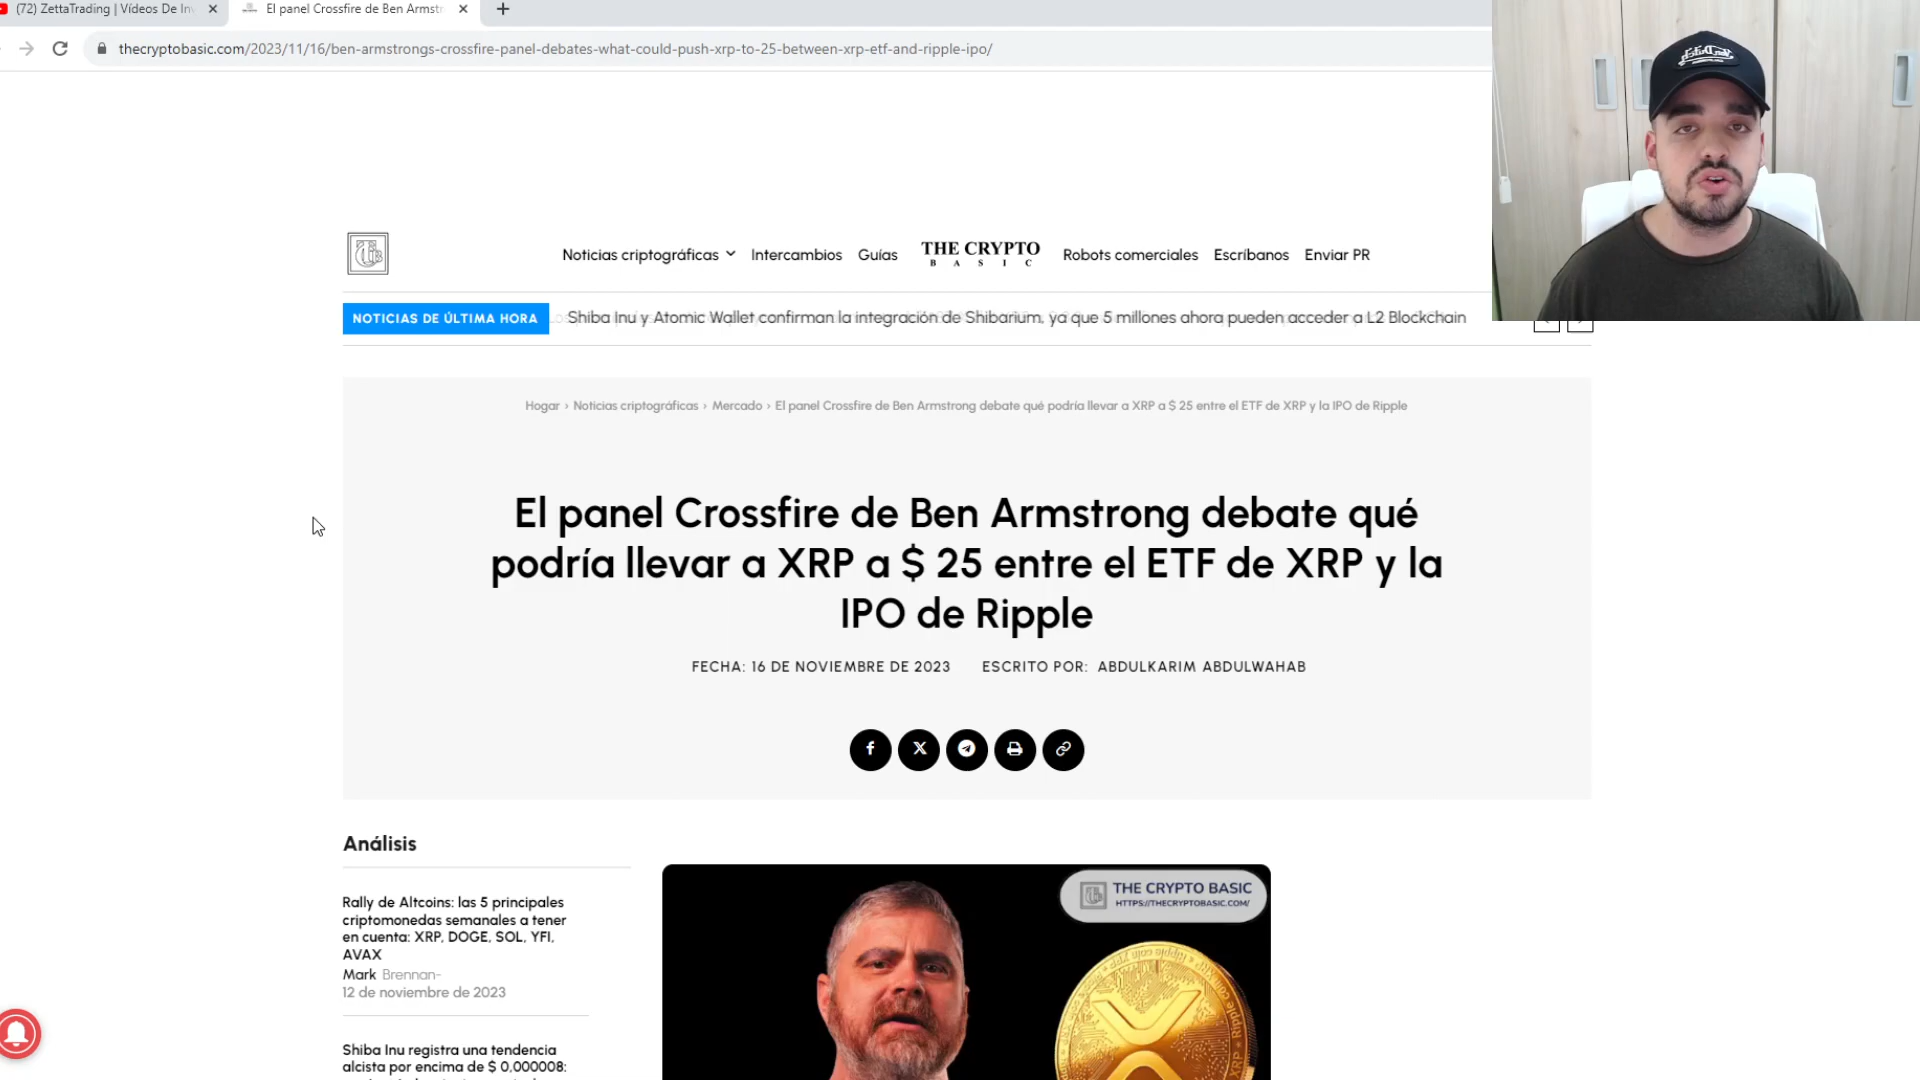 (72) ZettaTrading | Vídeos De In
El panel Crossfire de Ben Armstr
thecryptobasic.com/2023/11/16/ben-armstrongs-crossfire-panel-debates-what-could-push-xrp-to-25-between-xrp-etf-and-ripple-ipo/
Noticias criptográficas Intercambios Guías THE CRYPTO BASIC Robots comerciales Escríbanos Enviar PR
NOTICIAS DE ÚLTIMA HORA Shiba Inu y Atomic Wallet confirman la integración de Shibarium, ya que 5 millones ahora pueden acceder a L2 Blockchain
Hogar › Noticias criptográficas › Mercado › El panel Crossfire de Ben Armstrong debate qué podría llevar a XRP a $ 25 entre el ETF de XRP y la IPO de Ripple
El panel Crossfire de Ben Armstrong debate qué
podría llevar a XRP a $ 25 entre el ETF de XRP y la
IPO de Ripple
FECHA: 16 DE NOVIEMBRE DE 2023 ESCRITO POR: ABDULKARIM ABDULWAHAB
Análisis
Rally de Altcoins: las 5 principales
criptomonedas semanales a tener
en cuenta: XRP, DOGE, SOL, YFI,
AVAX
Mark Brennan-
12 de noviembre de 2023
Shiba Inu registra una tendencia
alcista por encima de $ 0,000008:
THE CRYPTO BASIC
HTTPS://THECRYPTOBASIC.COM/